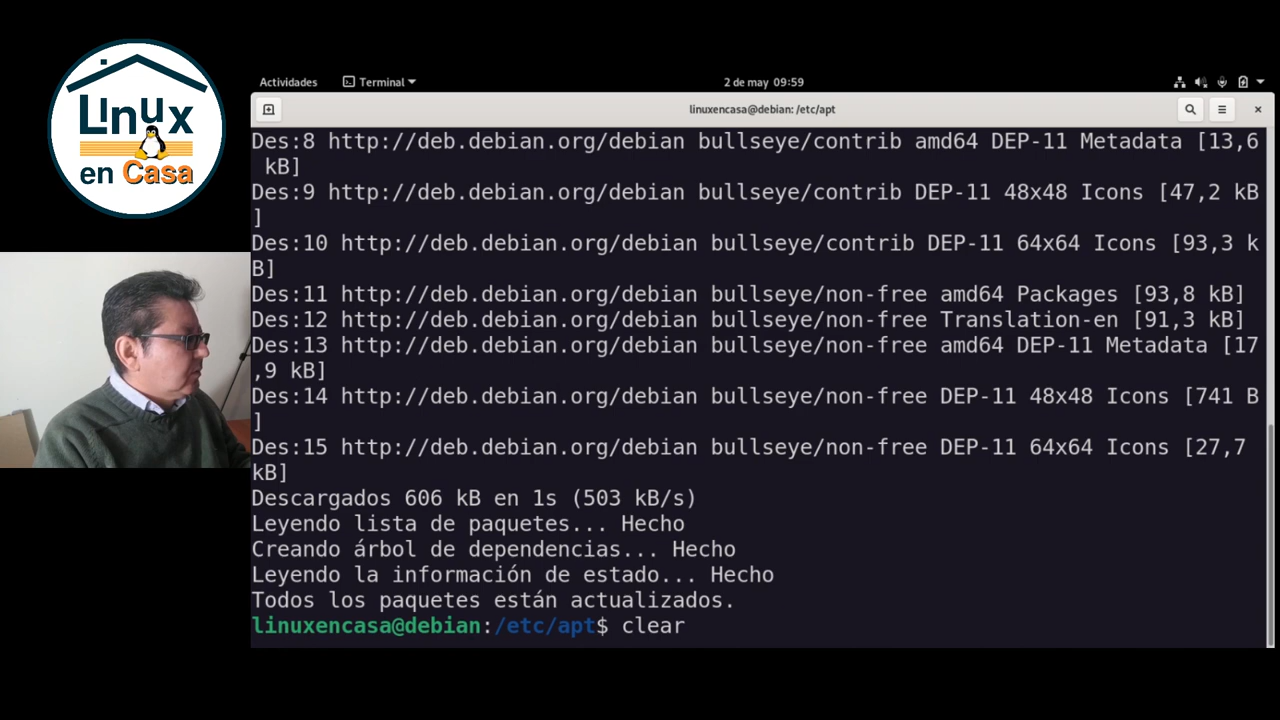 Linux
en Casa
Actividades Terminal 2 de may 09:59
linuxencasa@debian: /etc/apt
Des:8 http://deb.debian.org/debian bullseye/contrib amd64 DEP-11 Metadata [13,6
kB]
Des:9 http://deb.debian.org/debian bullseye/contrib DEP-11 48x48 Icons [47,2 kB
]
Des:10 http://deb.debian.org/debian bullseye/contrib DEP-11 64x64 Icons [93,3 k
B]
Des:11 http://deb.debian.org/debian bullseye/non-free amd64 Packages [93,8 kB]
Des:12 http://deb.debian.org/debian bullseye/non-free Translation-en [91,3 kB]
Des:13 http://deb.debian.org/debian bullseye/non-free amd64 DEP-11 Metadata [17
,9 kB]
Des:14 http://deb.debian.org/debian bullseye/non-free DEP-11 48x48 Icons [741 B
]
Des:15 http://deb.debian.org/debian bullseye/non-free DEP-11 64x64 Icons [27,7
kB]
Descargados 606 kB en 1s (503 kB/s)
Leyendo lista de paquetes... Hecho
Creando árbol de dependencias... Hecho
Leyendo la información de estado... Hecho
Todos los paquetes están actualizados.
linuxencasa@debian:/etc/apt$ clear